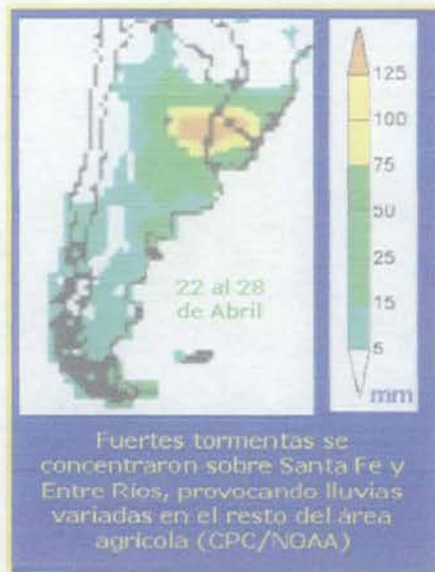 125
100
75
50
25
15
5
mm
22 al 28
de Abril
Fuertes tormentas se
concentraron sobre Santa Fe y
Entre Ríos, provocando lluvias
variadas en el resto del área
agrícola (CPC/NOAA)